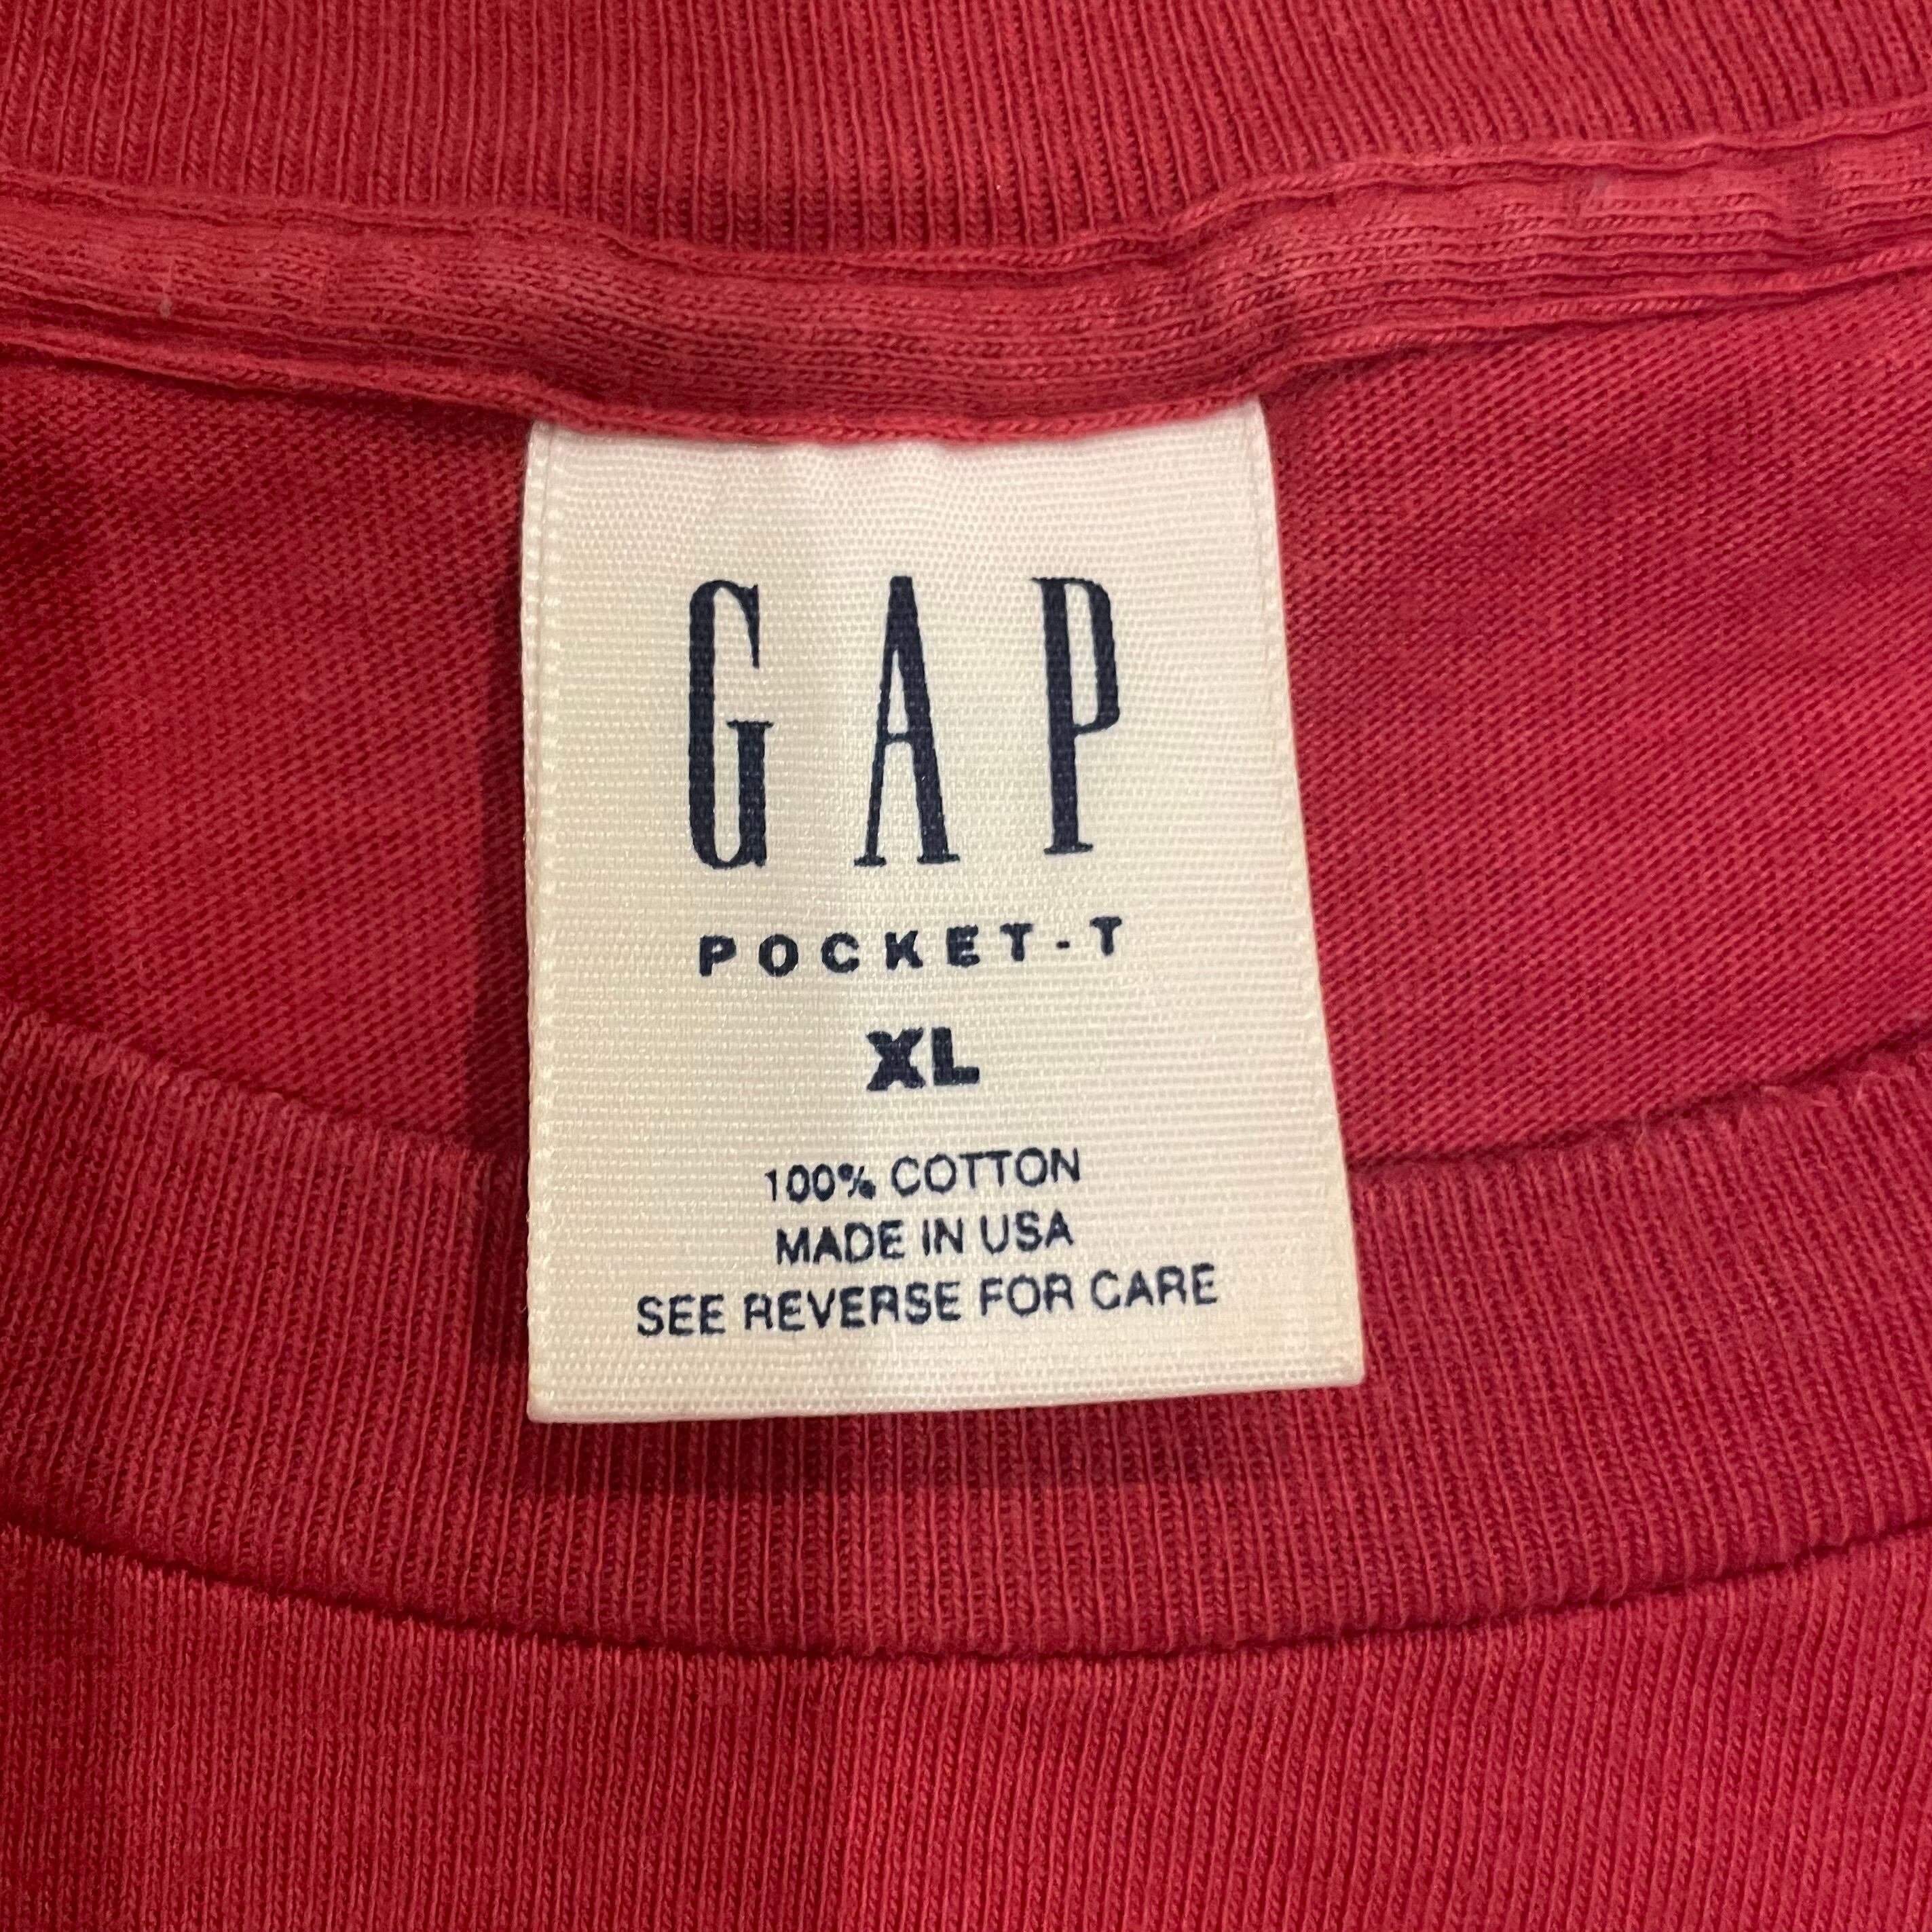 GAP
POCKET-T
XL
100% COTTON
MADE IN USA
SEE REVERSE FOR CARE